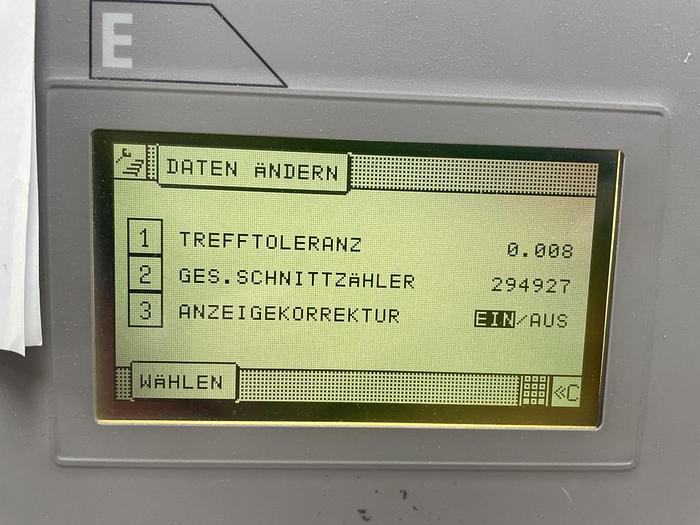 E
DATEN ÄNDERN
1 TREFFTOLERANZ 0.008
2 GES.SCHNITTZÄHLER 294927
3 ANZEIGEKORREKTUR EIN/AUS
WÄHLEN «C